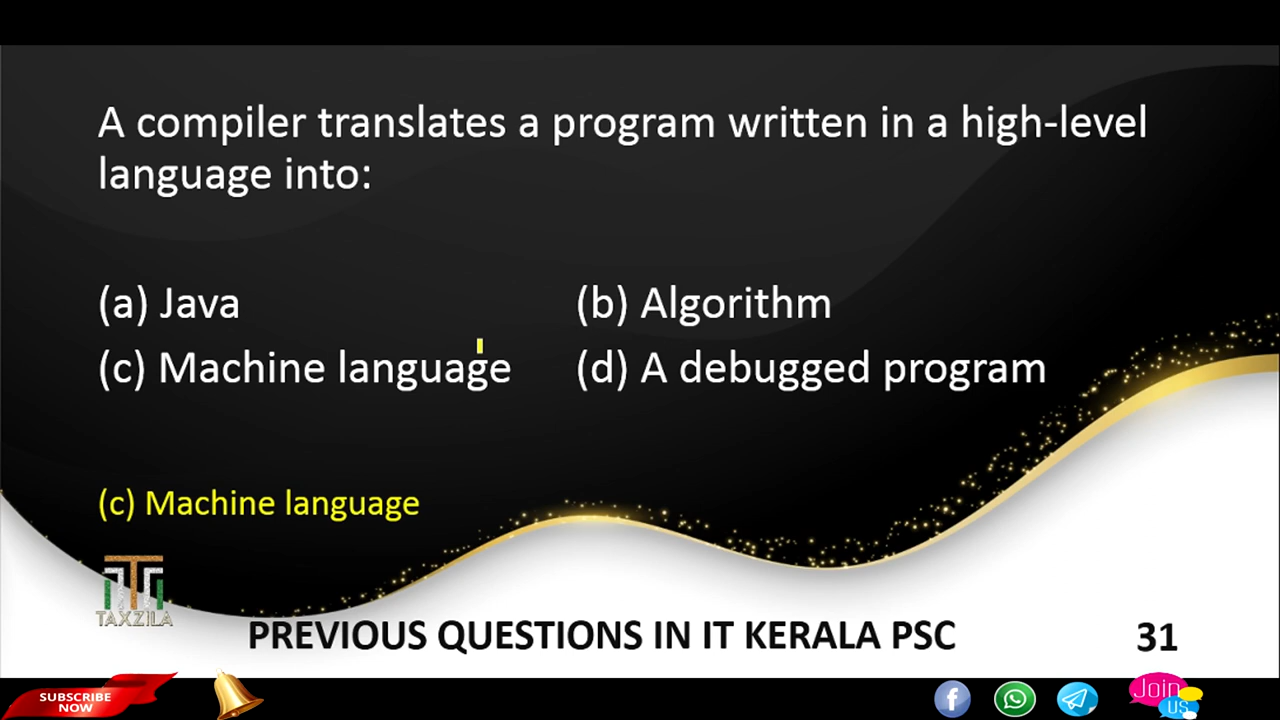 A compiler translates a program written in a high-level
language into:
(a) Java (b) Algorithm
(c) Machine language (d) A debugged program
(c) Machine language
TAXZILA
PREVIOUS QUESTIONS IN IT KERALA PSC 31
SUBSCRIBE
NOW
Join
us